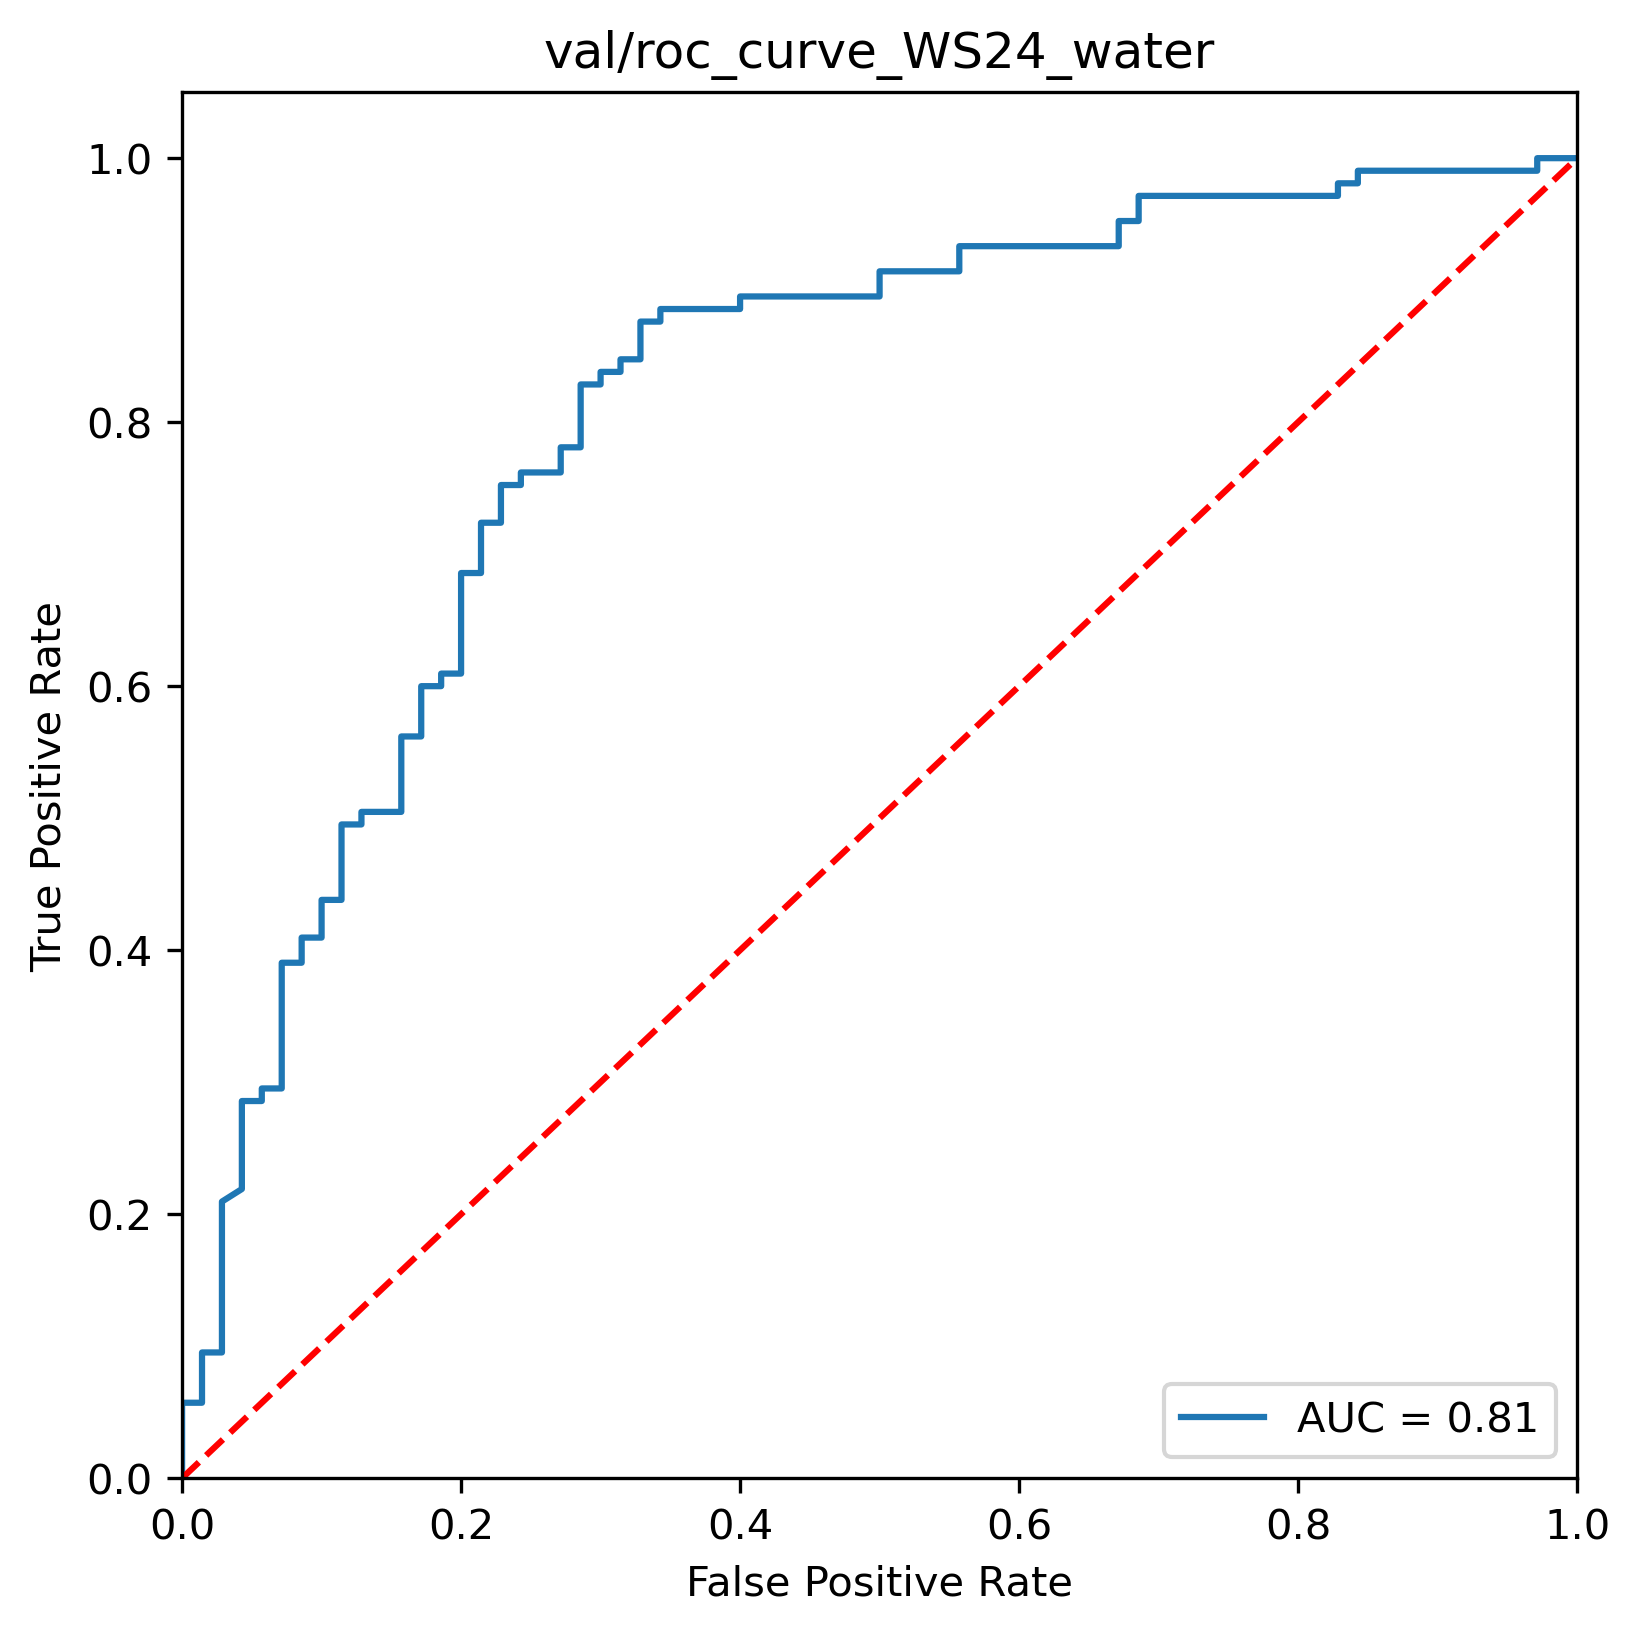 val/roc_curve_WS24_water
1.0
0.8
0.6
0.4
0.2
0.0
True Positive Rate
0.0 0.2 0.4 0.6 0.8 1.0
False Positive Rate
AUC = 0.81